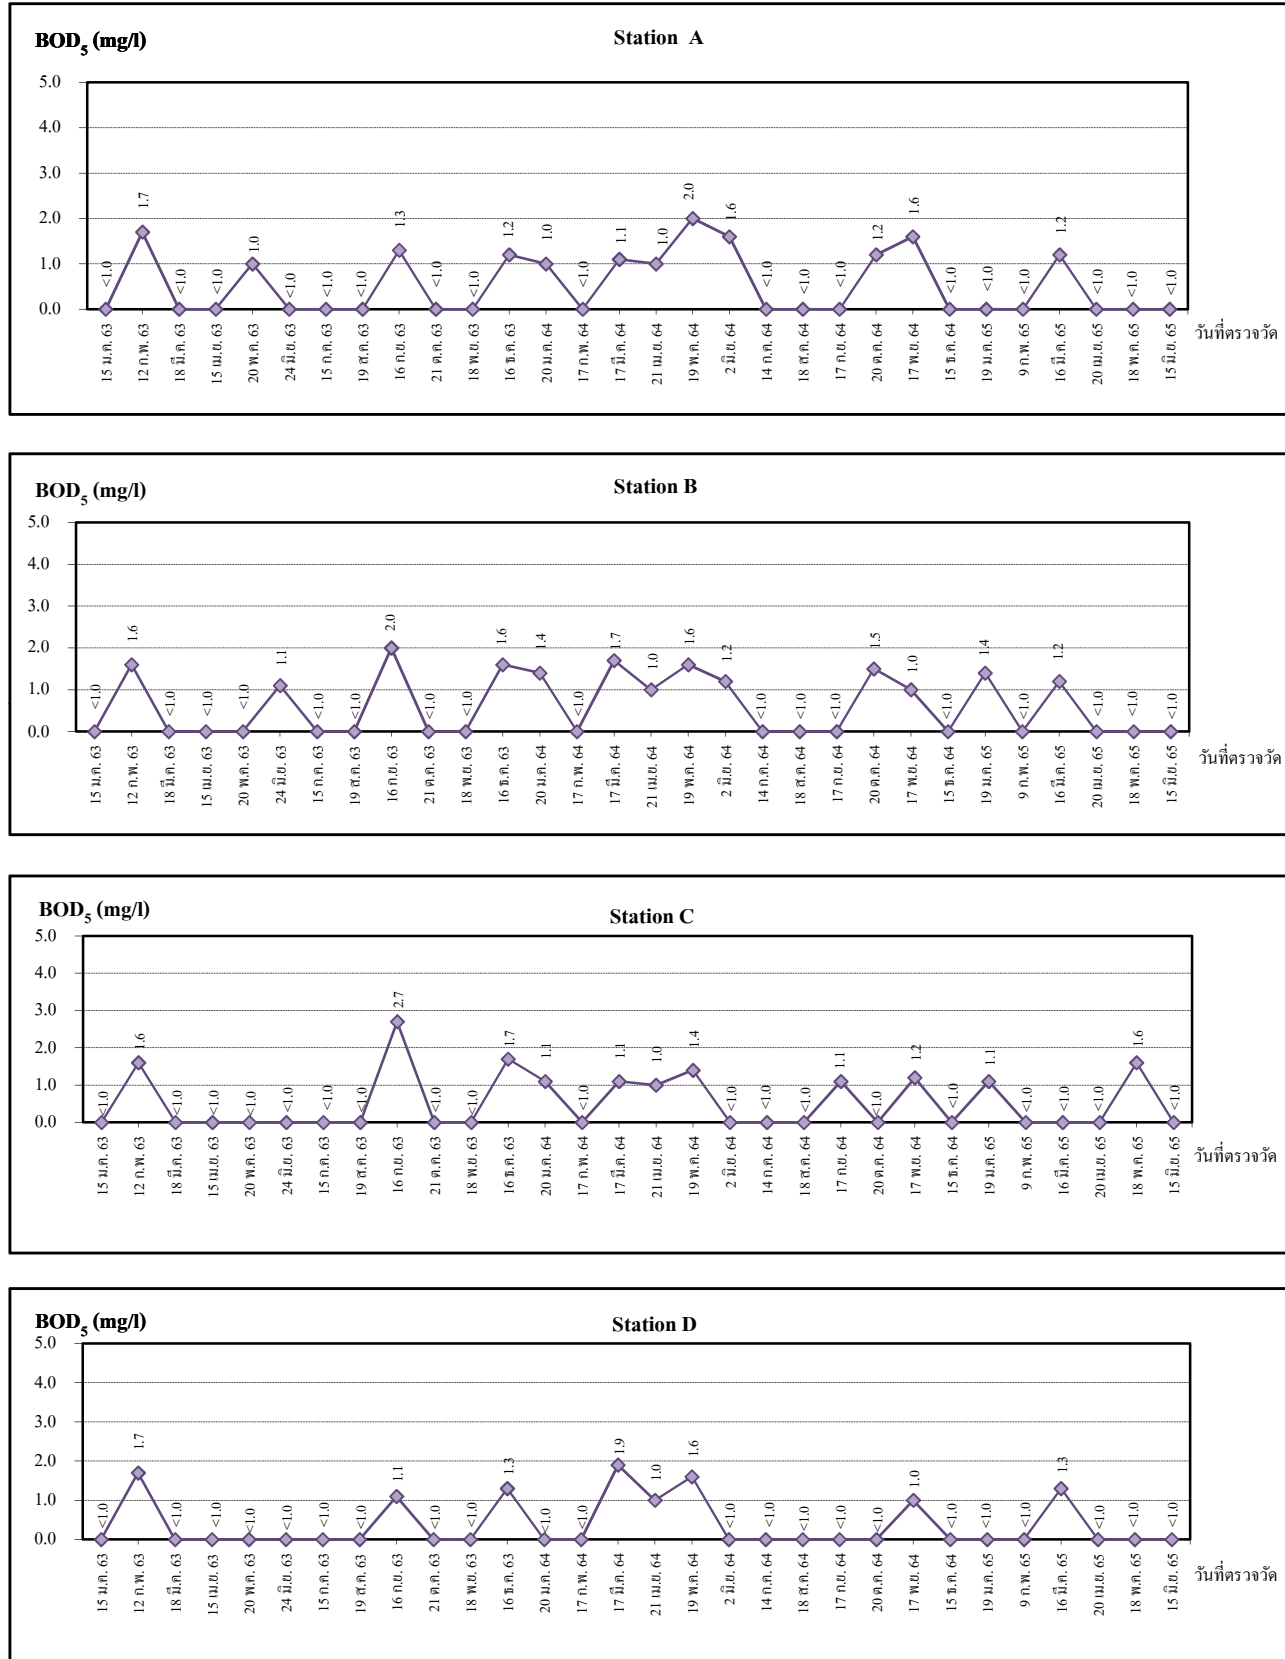 BOD5 (mg/l)
Station A
5.0
4.0
3.0
2.0
1.0
0.0
<1.0 1.7 <1.0 <1.0 1.0 <1.0 <1.0 <1.0 1.3 <1.0 <1.0 1.2 1.0 <1.0 1.1 1.0 2.0 1.6 <1.0 <1.0 <1.0 1.2 1.6 <1.0 <1.0 <1.0 1.2 <1.0 <1.0 <1.0
15 ม.ค. 63 12 ก.พ. 63 18 มี.ค. 63 15 เม.ย. 63 20 พ.ค. 63 24 มิ.ย. 63 15 ก.ค. 63 19 ส.ค. 63 16 ก.ย. 63 21 ต.ค. 63 18 พ.ย. 63 16 ธ.ค. 63 20 ม.ค. 64 17 ก.พ. 64 17 มี.ค. 64 21 เม.ย. 64 19 พ.ค. 64 2 มิ.ย. 64 14 ก.ค. 64 18 ส.ค. 64 17 ก.ย. 64 20 ต.ค. 64 17 พ.ย. 64 15 ธ.ค. 64 19 ม.ค. 65 9 ก.พ. 65 16 มี.ค. 65 20 เม.ย. 65 18 พ.ค. 65 15 มิ.ย. 65
วันที่ตรวจวัด
BOD5 (mg/l)
Station B
5.0
4.0
3.0
2.0
1.0
0.0
<1.0 1.6 <1.0 <1.0 <1.0 1.1 <1.0 <1.0 2.0 <1.0 <1.0 1.6 1.4 <1.0 1.7 1.0 1.6 1.2 <1.0 <1.0 <1.0 1.5 1.0 <1.0 1.4 <1.0 1.2 <1.0 <1.0 <1.0
15 ม.ค. 63 12 ก.พ. 63 18 มี.ค. 63 15 เม.ย. 63 20 พ.ค. 63 24 มิ.ย. 63 15 ก.ค. 63 19 ส.ค. 63 16 ก.ย. 63 21 ต.ค. 63 18 พ.ย. 63 16 ธ.ค. 63 20 ม.ค. 64 17 ก.พ. 64 17 มี.ค. 64 21 เม.ย. 64 19 พ.ค. 64 2 มิ.ย. 64 14 ก.ค. 64 18 ส.ค. 64 17 ก.ย. 64 20 ต.ค. 64 17 พ.ย. 64 15 ธ.ค. 64 19 ม.ค. 65 9 ก.พ. 65 16 มี.ค. 65 20 เม.ย. 65 18 พ.ค. 65 15 มิ.ย. 65
วันที่ตรวจวัด
BOD5 (mg/l)
Station C
5.0
4.0
3.0
2.0
1.0
0.0
<1.0 1.6 <1.0 <1.0 <1.0 <1.0 <1.0 <1.0 2.7 <1.0 <1.0 1.7 1.1 <1.0 1.1 1.0 1.4 <1.0 <1.0 <1.0 1.1 <1.0 1.2 <1.0 1.1 <1.0 <1.0 <1.0 1.6 <1.0
15 ม.ค. 63 12 ก.พ. 63 18 มี.ค. 63 15 เม.ย. 63 20 พ.ค. 63 24 มิ.ย. 63 15 ก.ค. 63 19 ส.ค. 63 16 ก.ย. 63 21 ต.ค. 63 18 พ.ย. 63 16 ธ.ค. 63 20 ม.ค. 64 17 ก.พ. 64 17 มี.ค. 64 21 เม.ย. 64 19 พ.ค. 64 2 มิ.ย. 64 14 ก.ค. 64 18 ส.ค. 64 17 ก.ย. 64 20 ต.ค. 64 17 พ.ย. 64 15 ธ.ค. 64 19 ม.ค. 65 9 ก.พ. 65 16 มี.ค. 65 20 เม.ย. 65 18 พ.ค. 65 15 มิ.ย. 65
วันที่ตรวจวัด
BOD5 (mg/l)
Station D
5.0
4.0
3.0
2.0
1.0
0.0
<1.0 1.7 <1.0 <1.0 <1.0 <1.0 <1.0 <1.0 1.1 <1.0 <1.0 1.3 <1.0 <1.0 1.9 1.0 1.6 <1.0 <1.0 <1.0 <1.0 <1.0 1.0 <1.0 <1.0 <1.0 1.3 <1.0 <1.0 <1.0
15 ม.ค. 63 12 ก.พ. 63 18 มี.ค. 63 15 เม.ย. 63 20 พ.ค. 63 24 มิ.ย. 63 15 ก.ค. 63 19 ส.ค. 63 16 ก.ย. 63 21 ต.ค. 63 18 พ.ย. 63 16 ธ.ค. 63 20 ม.ค. 64 17 ก.พ. 64 17 มี.ค. 64 21 เม.ย. 64 19 พ.ค. 64 2 มิ.ย. 64 14 ก.ค. 64 18 ส.ค. 64 17 ก.ย. 64 20 ต.ค. 64 17 พ.ย. 64 15 ธ.ค. 64 19 ม.ค. 65 9 ก.พ. 65 16 มี.ค. 65 20 เม.ย. 65 18 พ.ค. 65 15 มิ.ย. 65
วันที่ตรวจวัด